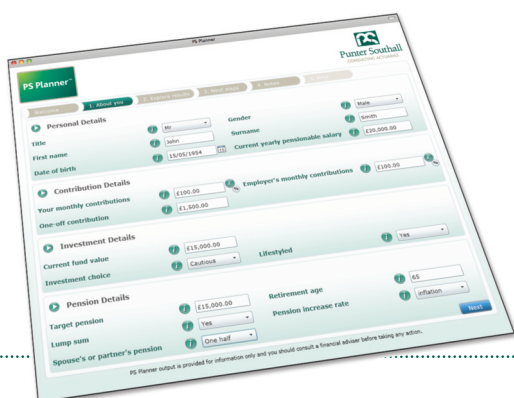 PS Planner
PS Planner™
Punter Southall
CONSULTING ACTUARIES
Welcome
1. About you
2. Explore results
3. Next steps
4. Notes
Personal Details
Title
Mr
Gender
Male
First name
John
Surname
Smith
Date of birth
15/05/1954
Current yearly pensionable salary
£20,000.00
Contribution Details
Your monthly contributions
£100.00
Employer's monthly contributions
£100.00
One-off contribution
£1,500.00
Investment Details
Current fund value
£15,000.00
Investment choice
Cautious
Lifestyled
Yes
Pension Details
Target pension
£15,000.00
Retirement age
65
Lump sum
Yes
Pension increase rate
inflation
Spouse's or partner's pension
One half
Next
PS Planner output is provided for information only and you should consult a financial adviser before taking any action.